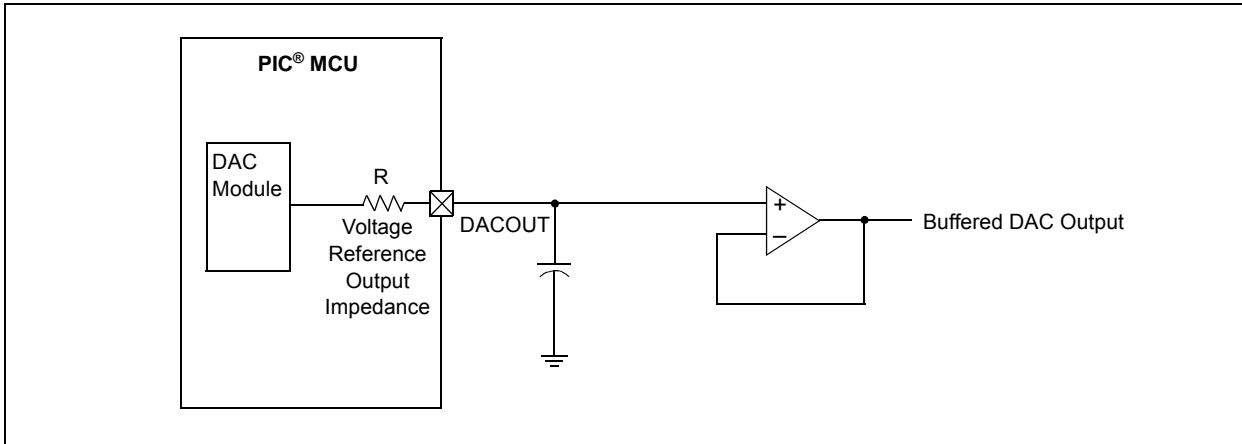 PIC® MCU
DAC
Module
R
Voltage
Reference
Output
Impedance
DACOUT
+
–
Buffered DAC Output